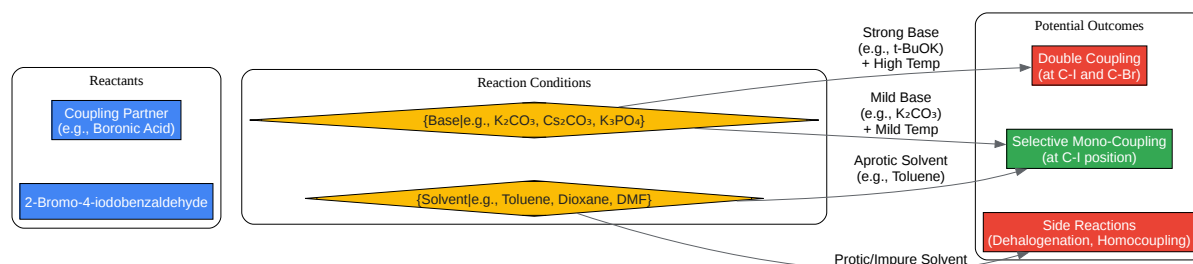 Reactants
Coupling Partner
(e.g., Boronic Acid)
2-Bromo-4-iodobenzaldehyde
Reaction Conditions
{Base|e.g., K₂CO₃, Cs₂CO₃, K₃PO₄}
{Solvent|e.g., Toluene, Dioxane, DMF}
Strong Base
(e.g., t-BuOK)
+ High Temp
Mild Base
(e.g., K₂CO₃)
+ Mild Temp
Aprotic Solvent
(e.g., Toluene)
Protic/Impure Solvent
Potential Outcomes
Double Coupling
(at C-I and C-Br)
Selective Mono-Coupling
(at C-I position)
Side Reactions
(Dehalogenation, Homocoupling)